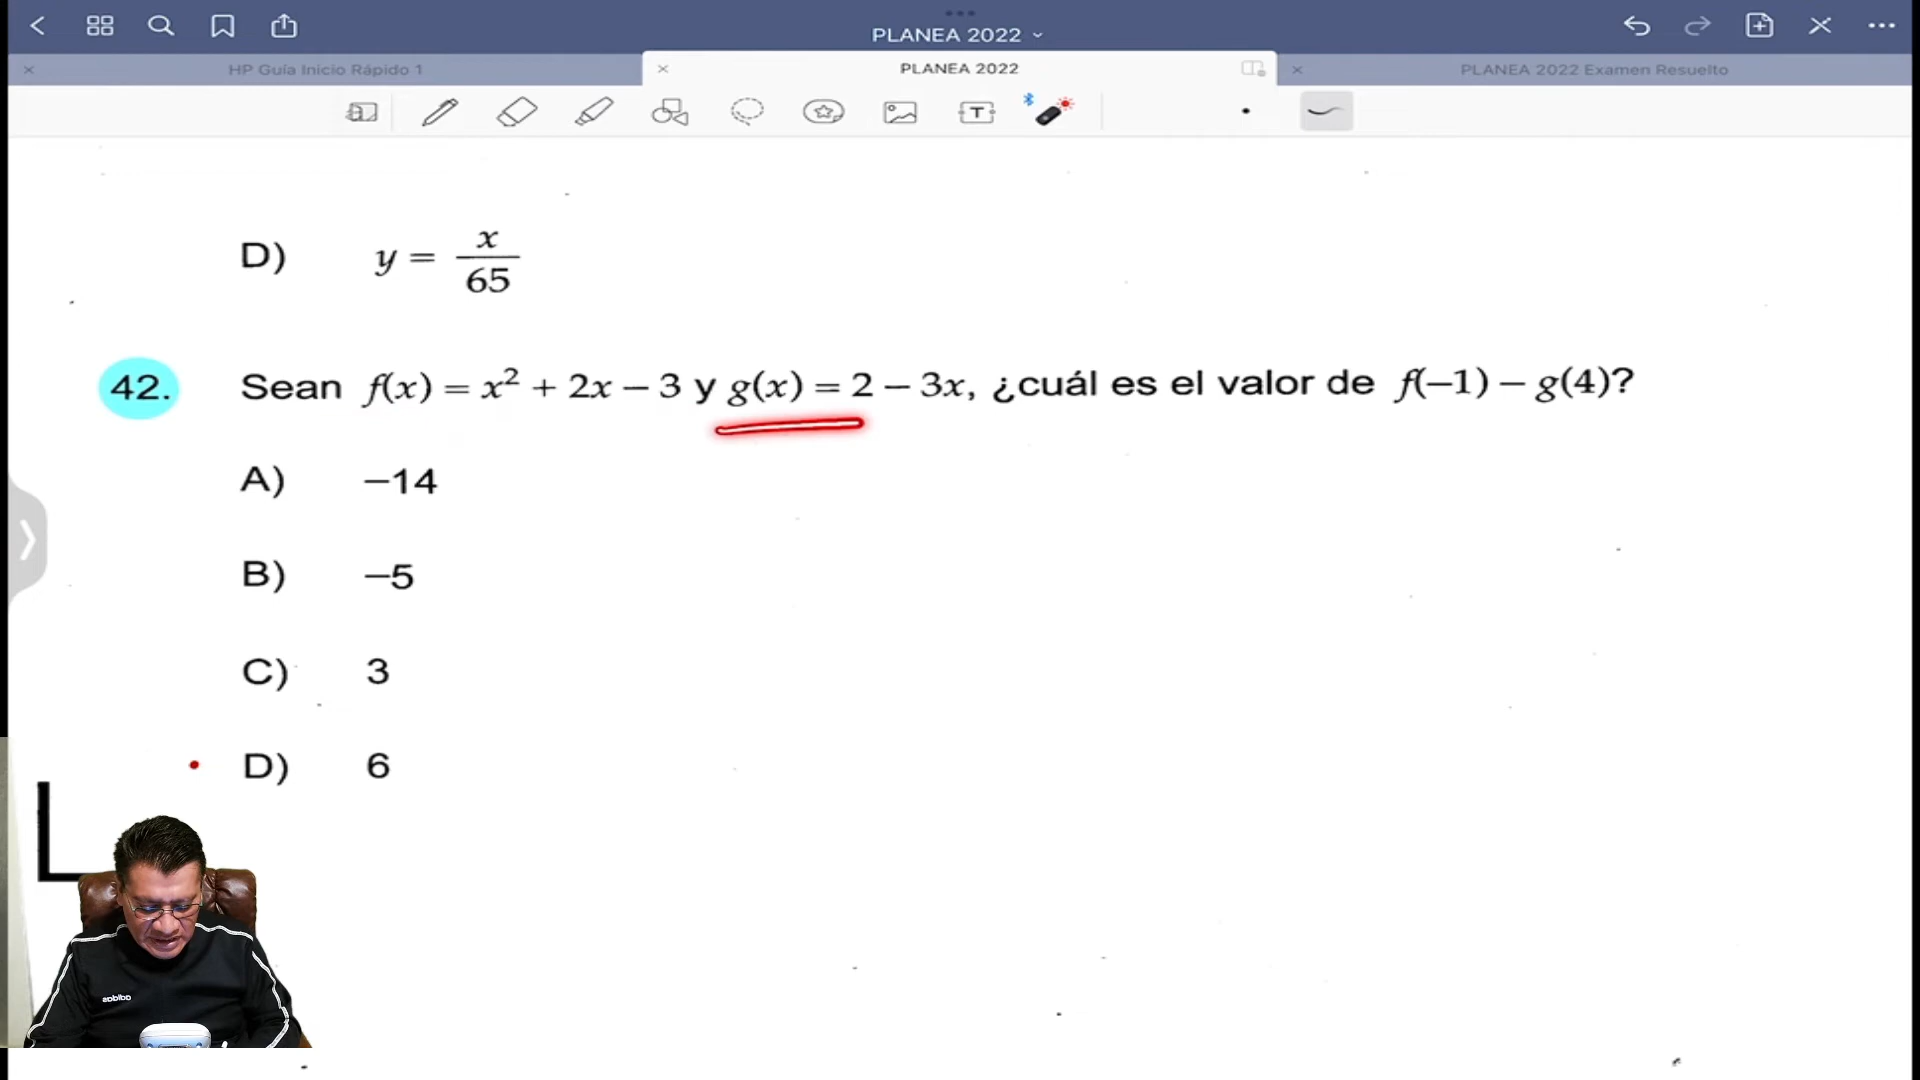 PLANEA 2022
HP Guía Inicio Rápido 1
PLANEA 2022
PLANEA 2022 Examen Resuelto
T
D) y = x/65
42. Sean f(x) = x² + 2x – 3 y g(x) = 2 – 3x, ¿cuál es el valor de f(–1) – g(4)?
A) –14
B) –5
C) 3
D) 6
adidas